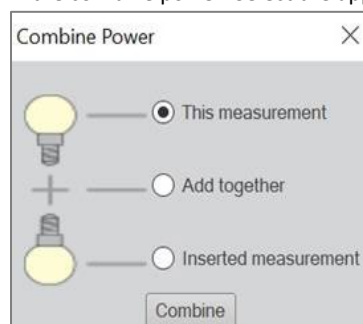 Combine Power
This measurement
Add together
Inserted measurement
Combine